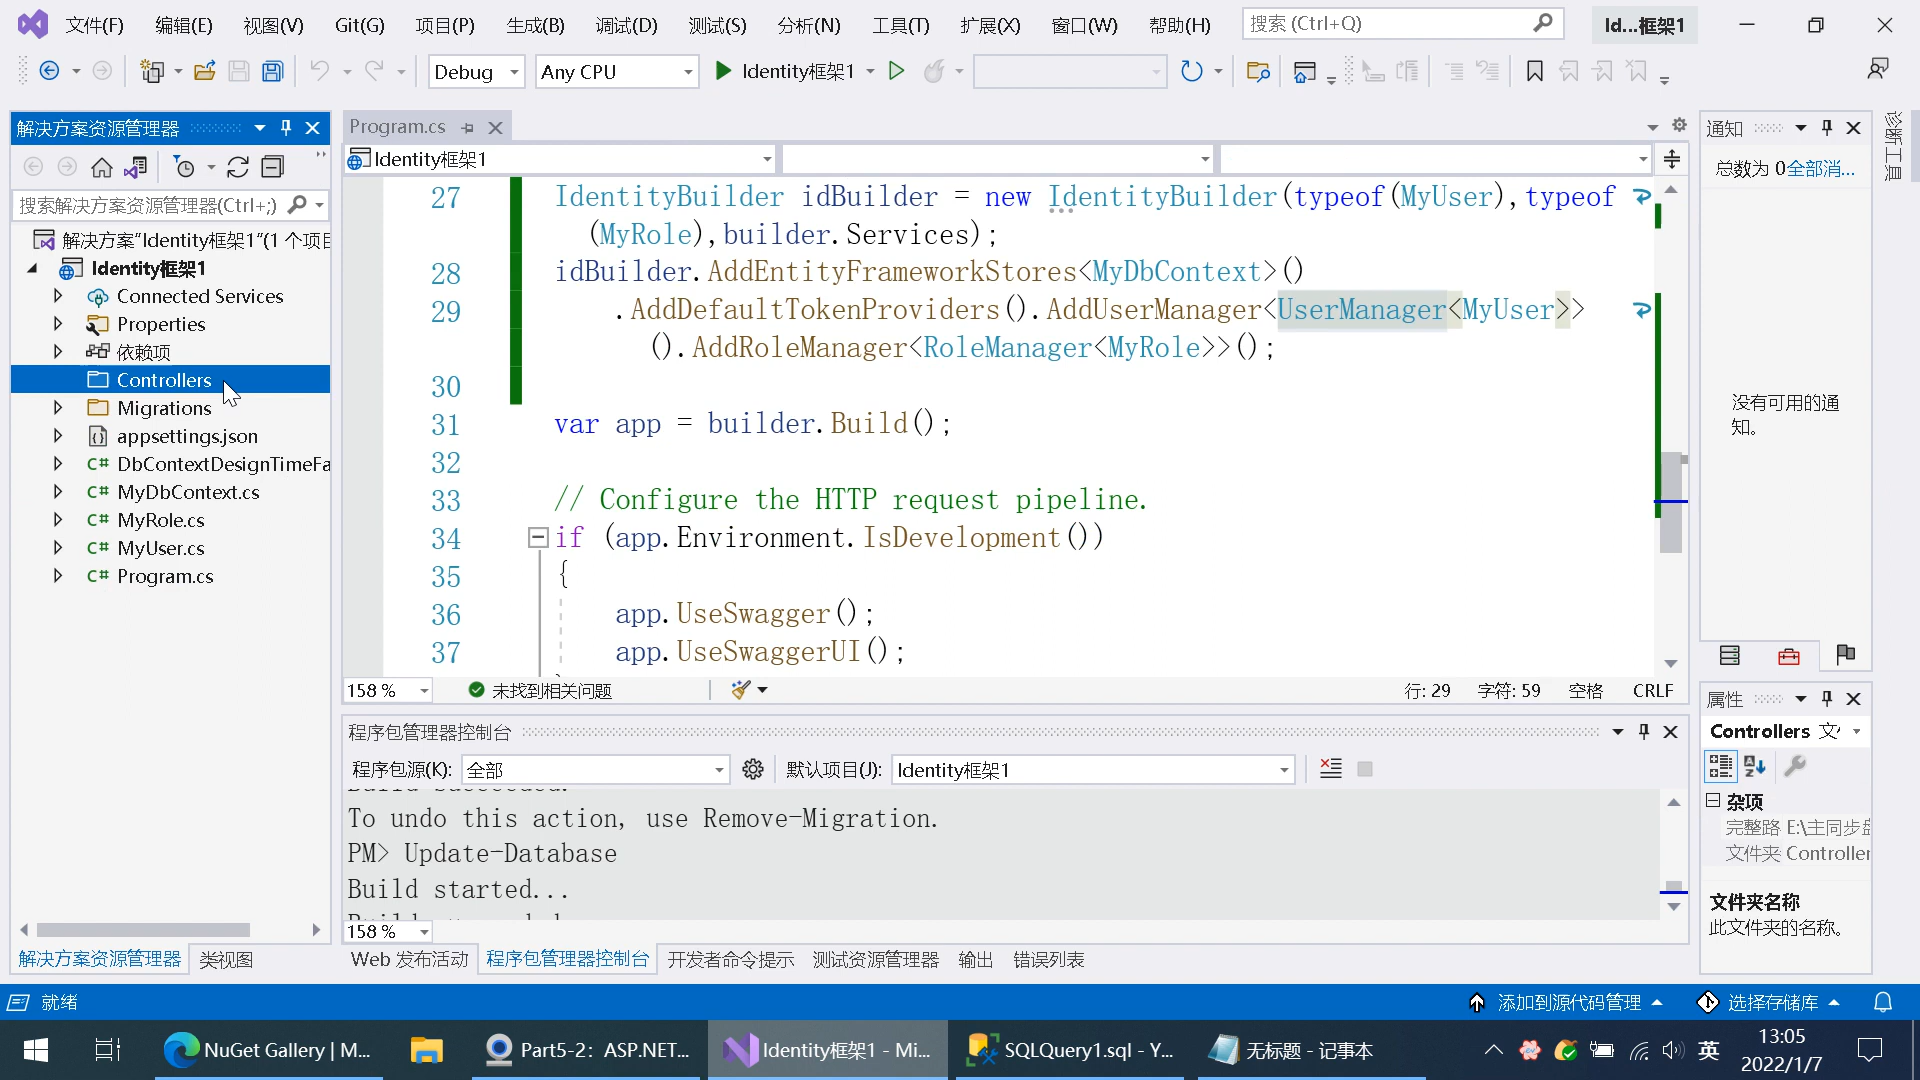 文件(F) 编辑(E) 视图(V) Git(G) 项目(P) 生成(B) 调试(D) 测试(S) 分析(N) 工具(T) 扩展(X) 窗口(W) 帮助(H) 搜索 (Ctrl+Q) Id...框架1
Debug Any CPU Identity框架1
解决方案资源管理器
搜索解决方案资源管理器(Ctrl+;)
解决方案"Identity框架1"(1 个项目
Identity框架1
Connected Services
Properties
依赖项
Controllers
Migrations
appsettings.json
DbContextDesignTimeFa
MyDbContext.cs
MyRole.cs
MyUser.cs
Program.cs
解决方案资源管理器 类视图
Program.cs
Identity框架1
27 IdentityBuilder idBuilder = new IdentityBuilder(typeof(MyUser),typeof
(MyRole),builder.Services);
28 idBuilder.AddEntityFrameworkStores<MyDbContext>()
29 .AddDefaultTokenProviders().AddUserManager<UserManager<MyUser>>
().AddRoleManager<RoleManager<MyRole>>();
30
31 var app = builder.Build();
32
33 // Configure the HTTP request pipeline.
34 if (app.Environment.IsDevelopment())
35 {
36 app.UseSwagger();
37 app.UseSwaggerUI();
158 % 未找到相关问题 行: 29 字符: 59 空格 CRLF
程序包管理器控制台
程序包源(K): 全部 默认项目(J): Identity框架1
Build succeeded.
To undo this action, use Remove-Migration.
PM> Update-Database
Build started...
158 %
Web 发布活动 程序包管理器控制台 开发者命令提示 测试资源管理器 输出 错误列表
通知
总数为 0全部消...
没有可用的通
知。
诊断工具
属性
Controllers 文
杂项
完整路 E:\主同步盘
文件夹 Controller
文件夹名称
此文件夹的名称。
就绪 添加到源代码管理 选择存储库
NuGet Gallery | M... Part5-2：ASP.NET... Identity框架1 - Mi... SQLQuery1.sql - Y... 无标题 - 记事本 英 13:05
2022/1/7